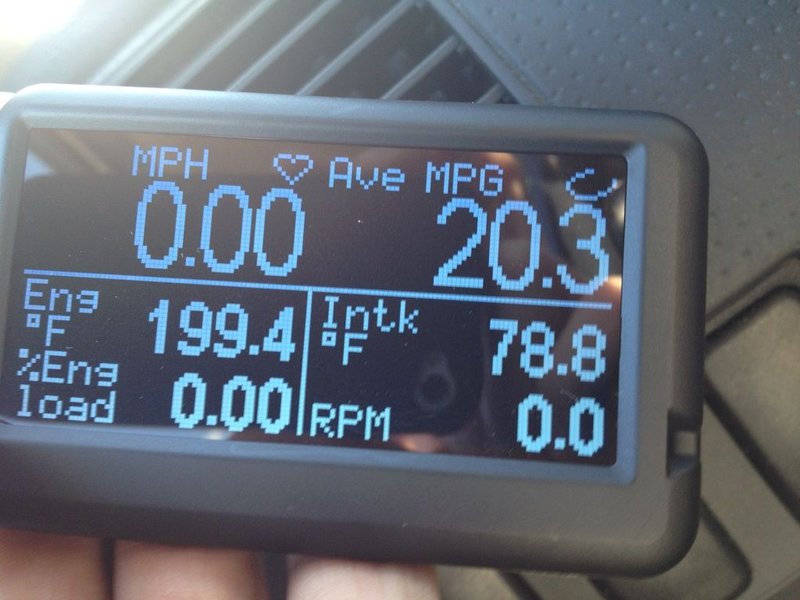 MPH Ave MPG
0.00 20.3
Eng °F 199.4
Intk °F 78.8
%Eng load 0.00
RPM 0.0